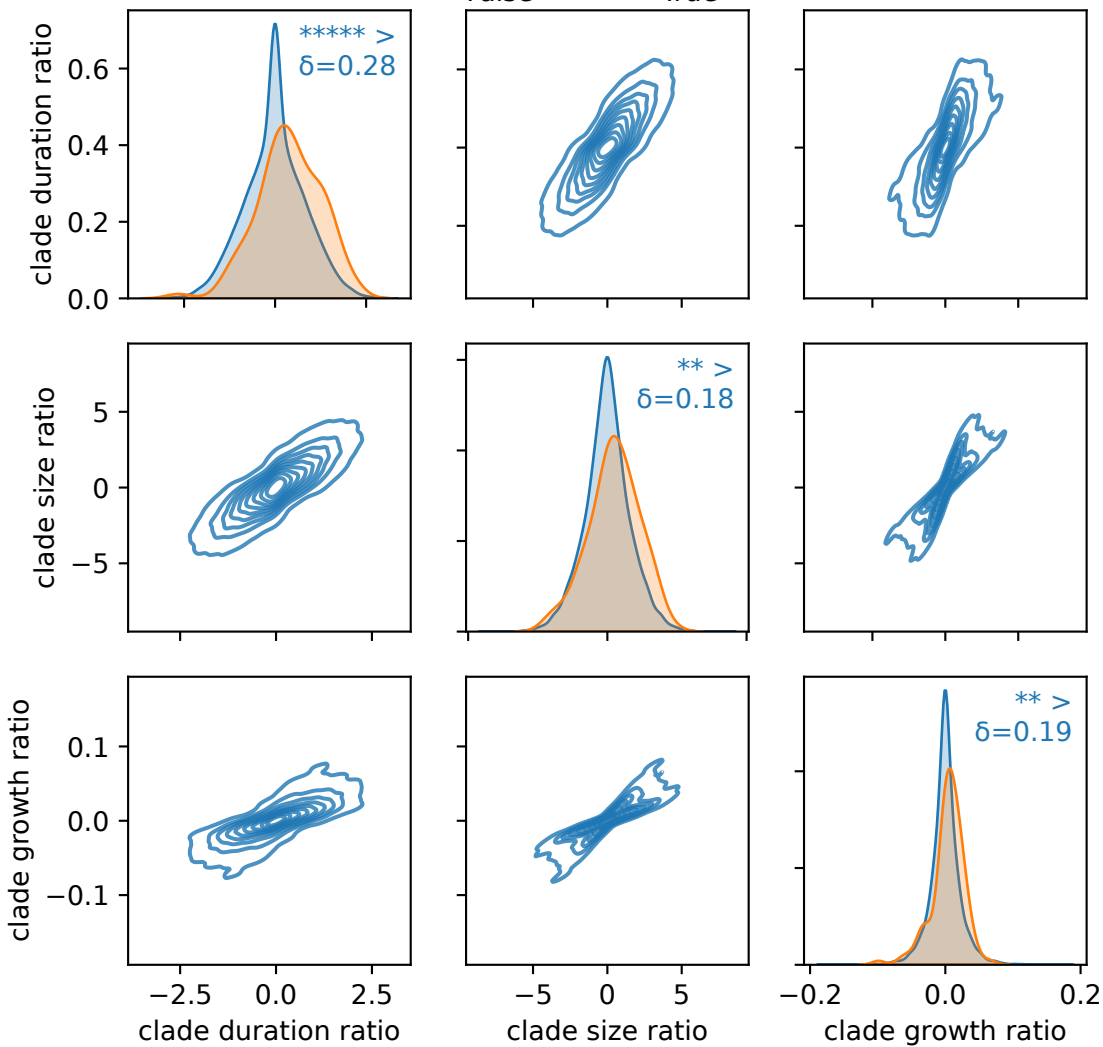 clade duration ratio
0.6
0.4
0.2
0.0
***** >
δ=0.28
clade size ratio
5
0
−5
** >
δ=0.18
clade growth ratio
0.1
0.0
−0.1
** >
δ=0.19
−2.5 0.0 2.5
−5 0 5
−0.2 0.0 0.2
clade duration ratio
clade size ratio
clade growth ratio